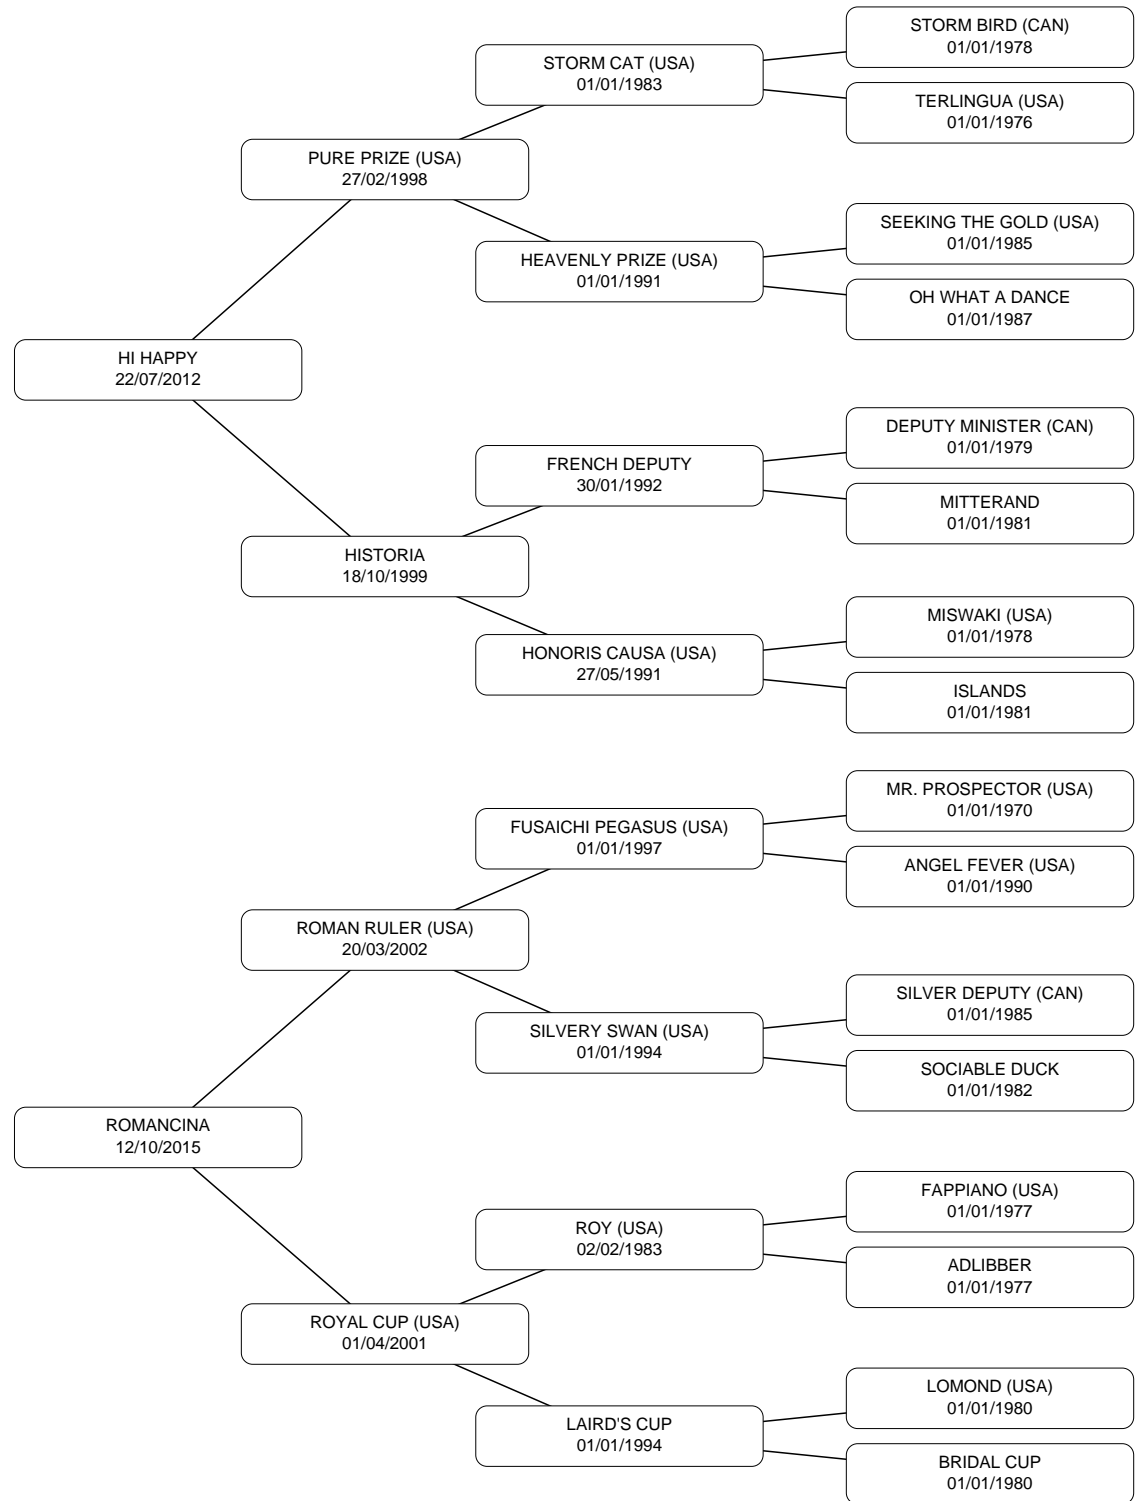 STORM BIRD (CAN)
01/01/1978
STORM CAT (USA)
01/01/1983
TERLINGUA (USA)
01/01/1976
PURE PRIZE (USA)
27/02/1998
SEEKING THE GOLD (USA)
01/01/1985
HEAVENLY PRIZE (USA)
01/01/1991
OH WHAT A DANCE
01/01/1987
HI HAPPY
22/07/2012
DEPUTY MINISTER (CAN)
01/01/1979
FRENCH DEPUTY
30/01/1992
MITTERAND
01/01/1981
HISTORIA
18/10/1999
MISWAKI (USA)
01/01/1978
HONORIS CAUSA (USA)
27/05/1991
ISLANDS
01/01/1981
MR. PROSPECTOR (USA)
01/01/1970
FUSAICHI PEGASUS (USA)
01/01/1997
ANGEL FEVER (USA)
01/01/1990
ROMAN RULER (USA)
20/03/2002
SILVER DEPUTY (CAN)
01/01/1985
SILVERY SWAN (USA)
01/01/1994
SOCIABLE DUCK
01/01/1982
ROMANCINA
12/10/2015
FAPPIANO (USA)
01/01/1977
ROY (USA)
02/02/1983
ADLIBBER
01/01/1977
ROYAL CUP (USA)
01/04/2001
LOMOND (USA)
01/01/1980
LAIRD'S CUP
01/01/1994
BRIDAL CUP
01/01/1980